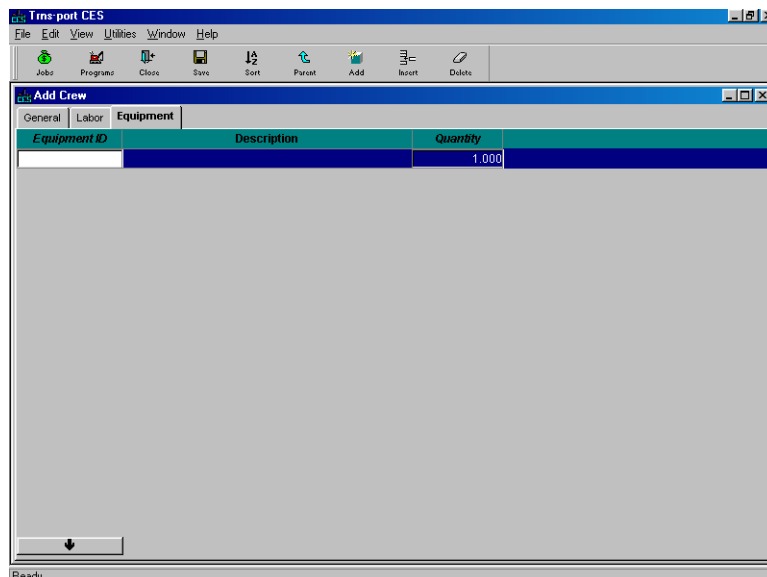 Trns·port CES
File Edit View Utilities Window Help
Jobs Programs Close Save Sort Parent Add Insert Delete
Add Crew
General Labor Equipment
Equipment ID Description Quantity
1.000
Ready